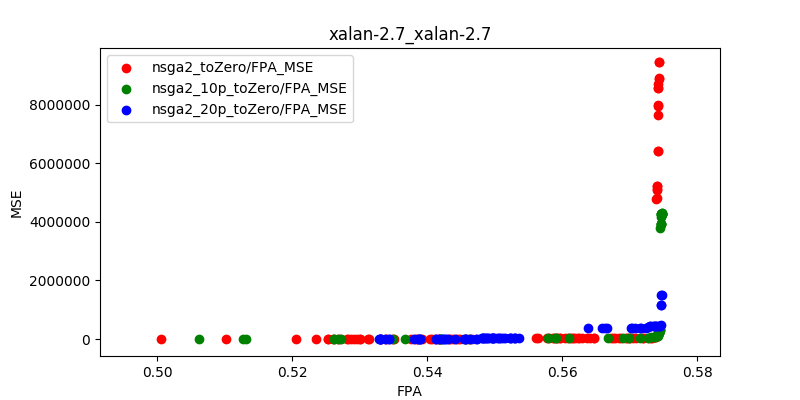 xalan-2.7_xalan-2.7
nsga2_toZero/FPA_MSE
nsga2_10p_toZero/FPA_MSE
nsga2_20p_toZero/FPA_MSE
MSE
8000000
6000000
4000000
2000000
0
0.50 0.52 0.54 0.56 0.58
FPA